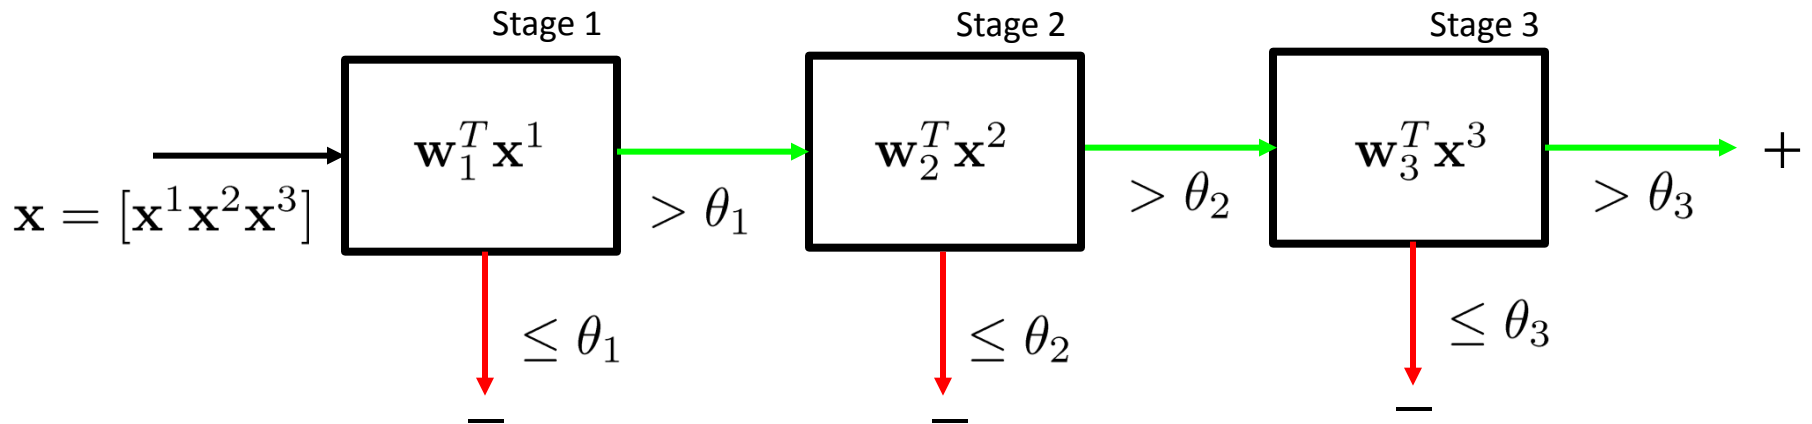 Stage 1 Stage 2 Stage 3
x = [x¹x²x³] w₁ᵀx¹ > θ₁ w₂ᵀx² > θ₂ w₃ᵀx³ > θ₃ +
≤ θ₁ ≤ θ₂ ≤ θ₃
− − −